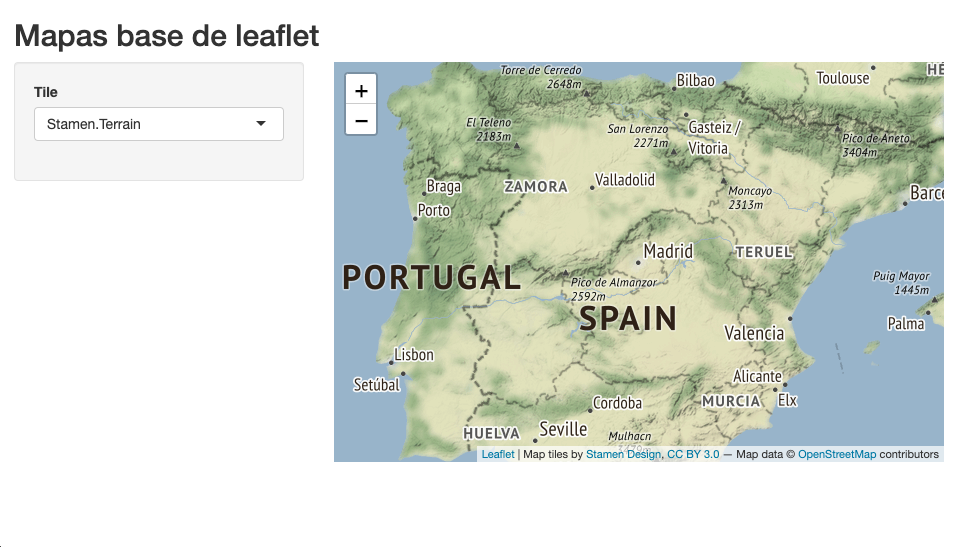 Mapas base de leaflet
Tile
Stamen.Terrain
+
−
Torre de Cerredo
2648m
Bilbao
Toulouse
HÉ
El Teleno
2183m
San Lorenzo
2271m
Gasteiz /
Vitoria
Pico de Aneto
3404m
Braga
ZAMORA
Valladolid
Moncayo
2313m
Barce
Porto
Madrid
TERUEL
PORTUGAL
Pico de Almanzor
2592m
Puig Mayor
1445m
SPAIN
Valencia
Palma
Lisbon
Setúbal
Alicante
MURCIA
Elx
Cordoba
HUELVA
Seville
Mulhacn
Leaflet | Map tiles by Stamen Design, CC BY 3.0 — Map data © OpenStreetMap contributors